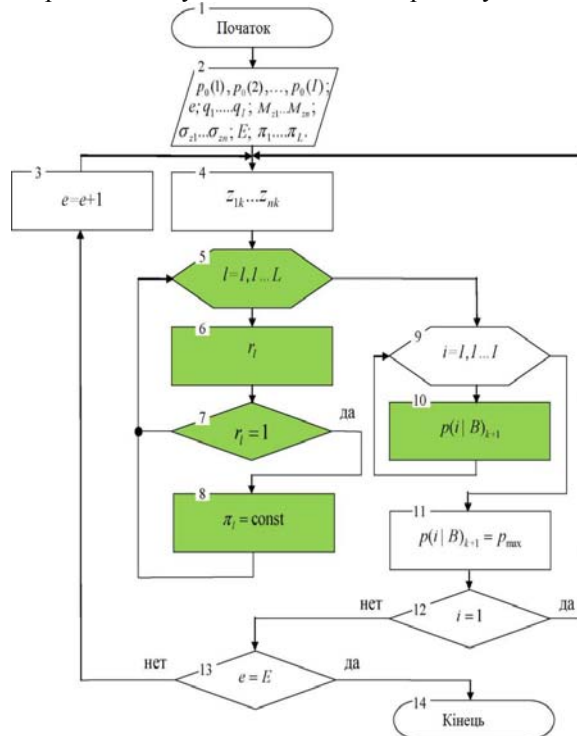 1
Початок
2
p₀(1), p₀(2),…, p₀(I);
e; q₁.....q_I; M_z1...M_zn;
σ_z1...σ_zn; E; π₁....π_L.
3
e=e+1
4
z_1k...z_nk
5
l=1,1...L
6
r_l
7
r_l = 1
да
8
π_l = const
9
i=1,1...I
10
p(i | B)_k+1
11
p(i | B)_k+1 = p_max
нет
12
i = 1
да
нет
13
e = E
да
14
Кінець